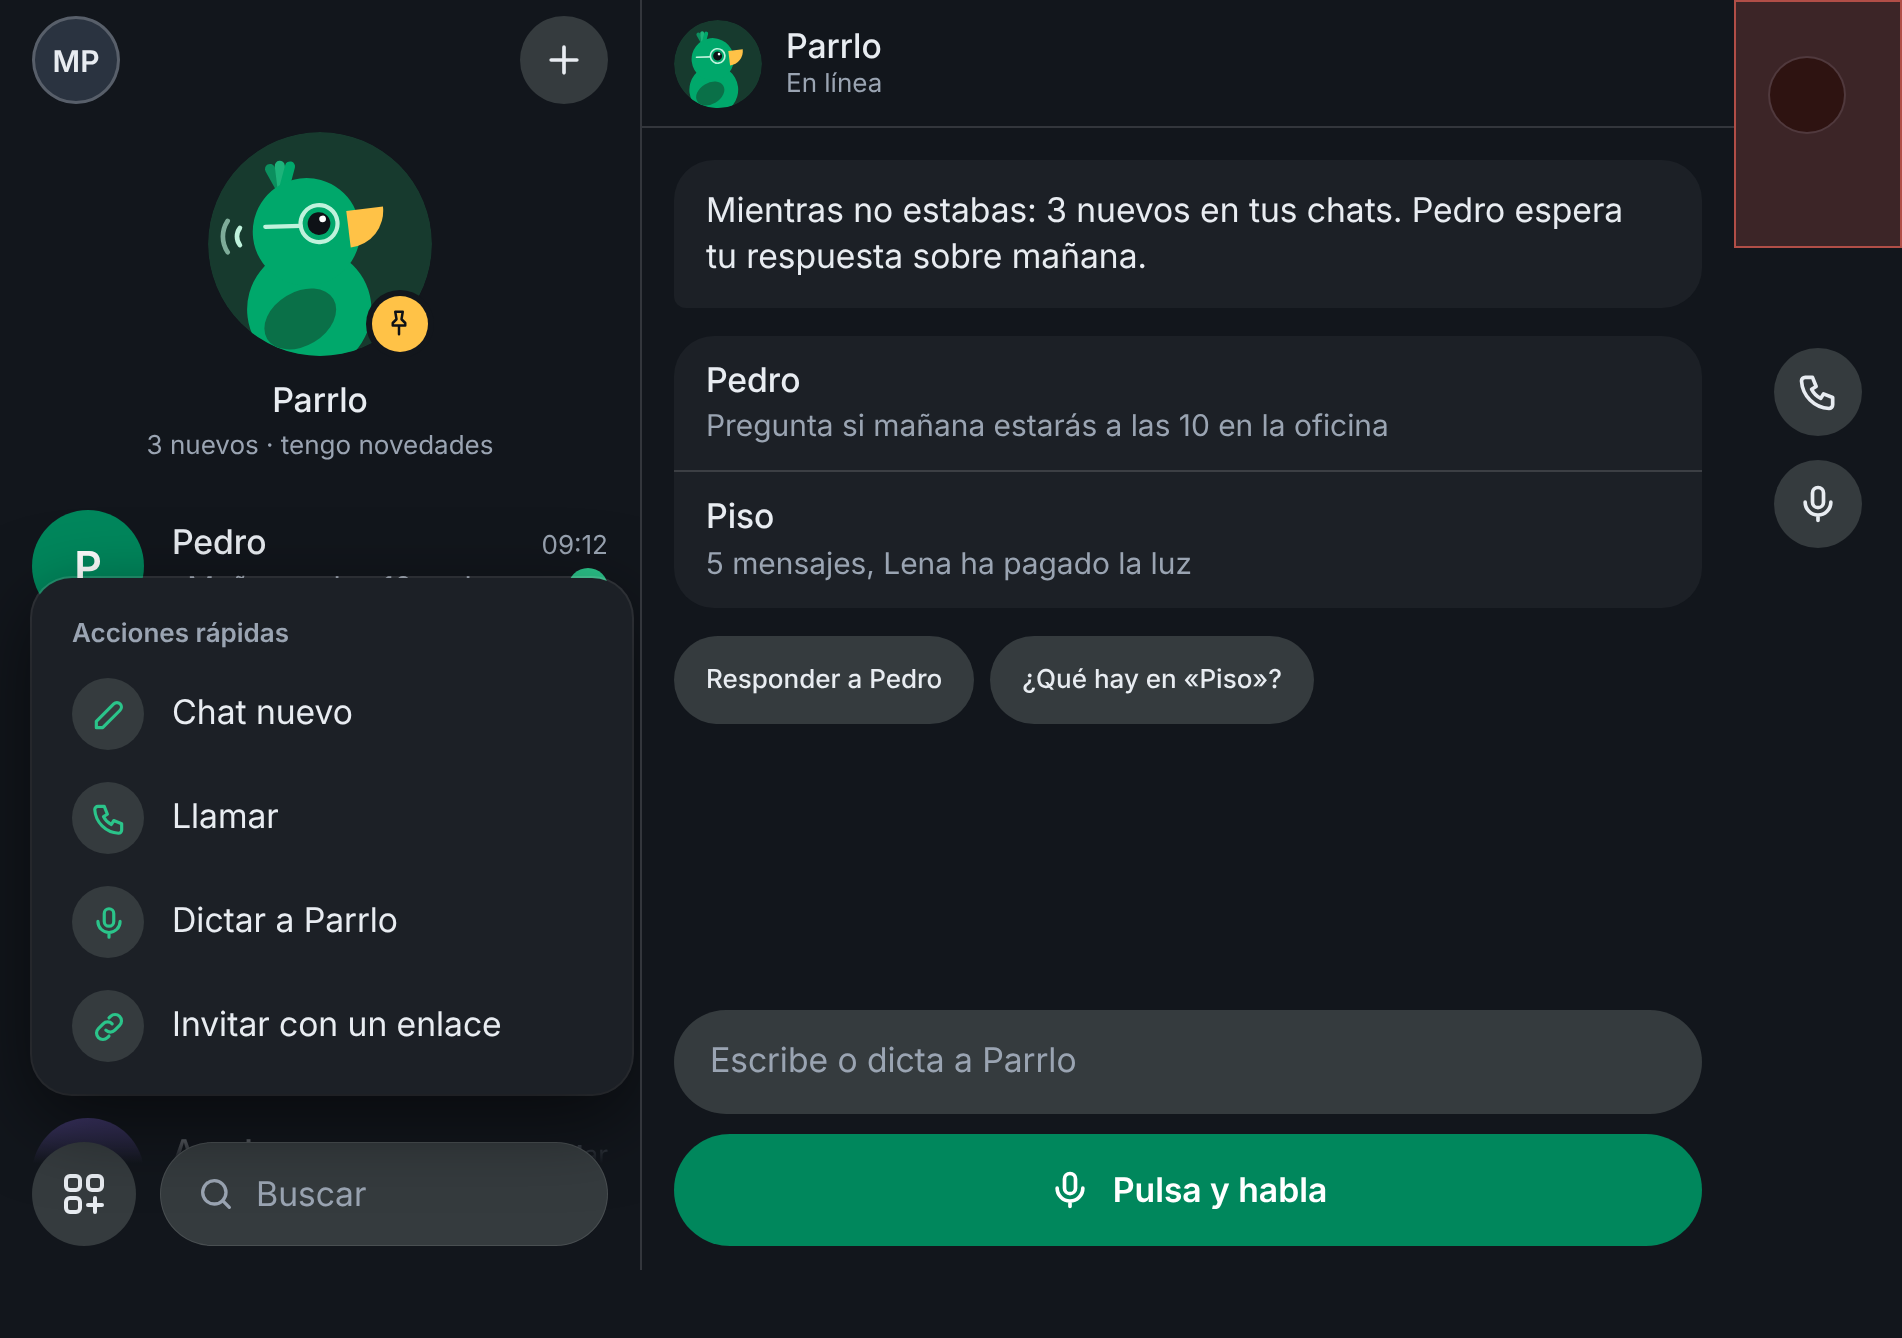 MP
Parrlo
3 nuevos · tengo novedades
P
Pedro
09:12
Acciones rápidas
Chat nuevo
Llamar
Dictar a Parrlo
Invitar con un enlace
Buscar
Parrlo
En línea
Mientras no estabas: 3 nuevos en tus chats. Pedro espera
tu respuesta sobre mañana.
Pedro
Pregunta si mañana estarás a las 10 en la oficina
Piso
5 mensajes, Lena ha pagado la luz
Responder a Pedro
¿Qué hay en «Piso»?
Escribe o dicta a Parrlo
Pulsa y habla